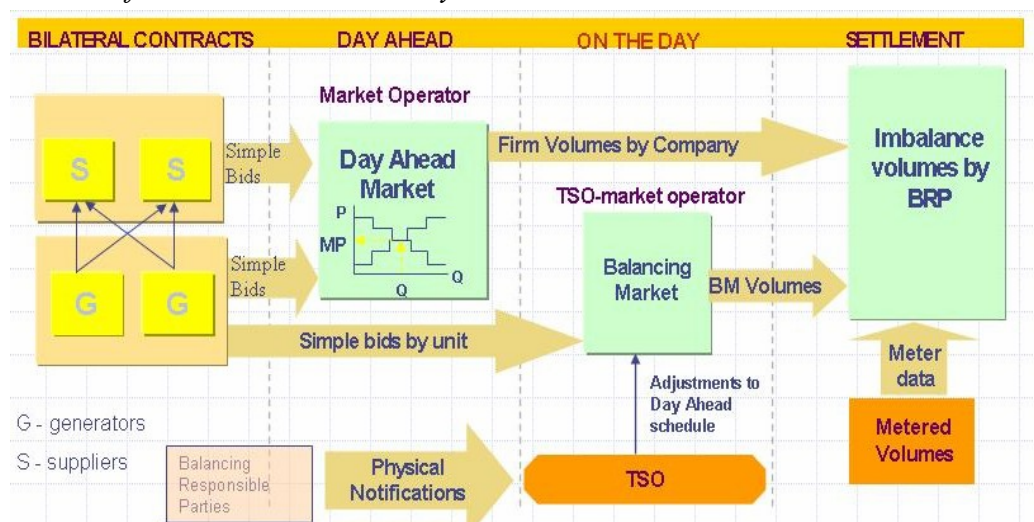 BILATERAL CONTRACTS
DAY AHEAD
ON THE DAY
SETTLEMENT
Market Operator
S
S
Simple
Bids
Day Ahead
Market
P
MP
Q
Q
Firm Volumes by Company
Imbalance
volumes by
BRP
TSO-market operator
G
G
Simple
Bids
Balancing
Market
BM Volumes
Simple bids by unit
Meter
data
Adjustments to
Day Ahead
schedule
G - generators
S - suppliers
Balancing
Responsible
Parties
Physical
Notifications
TSO
Metered
Volumes